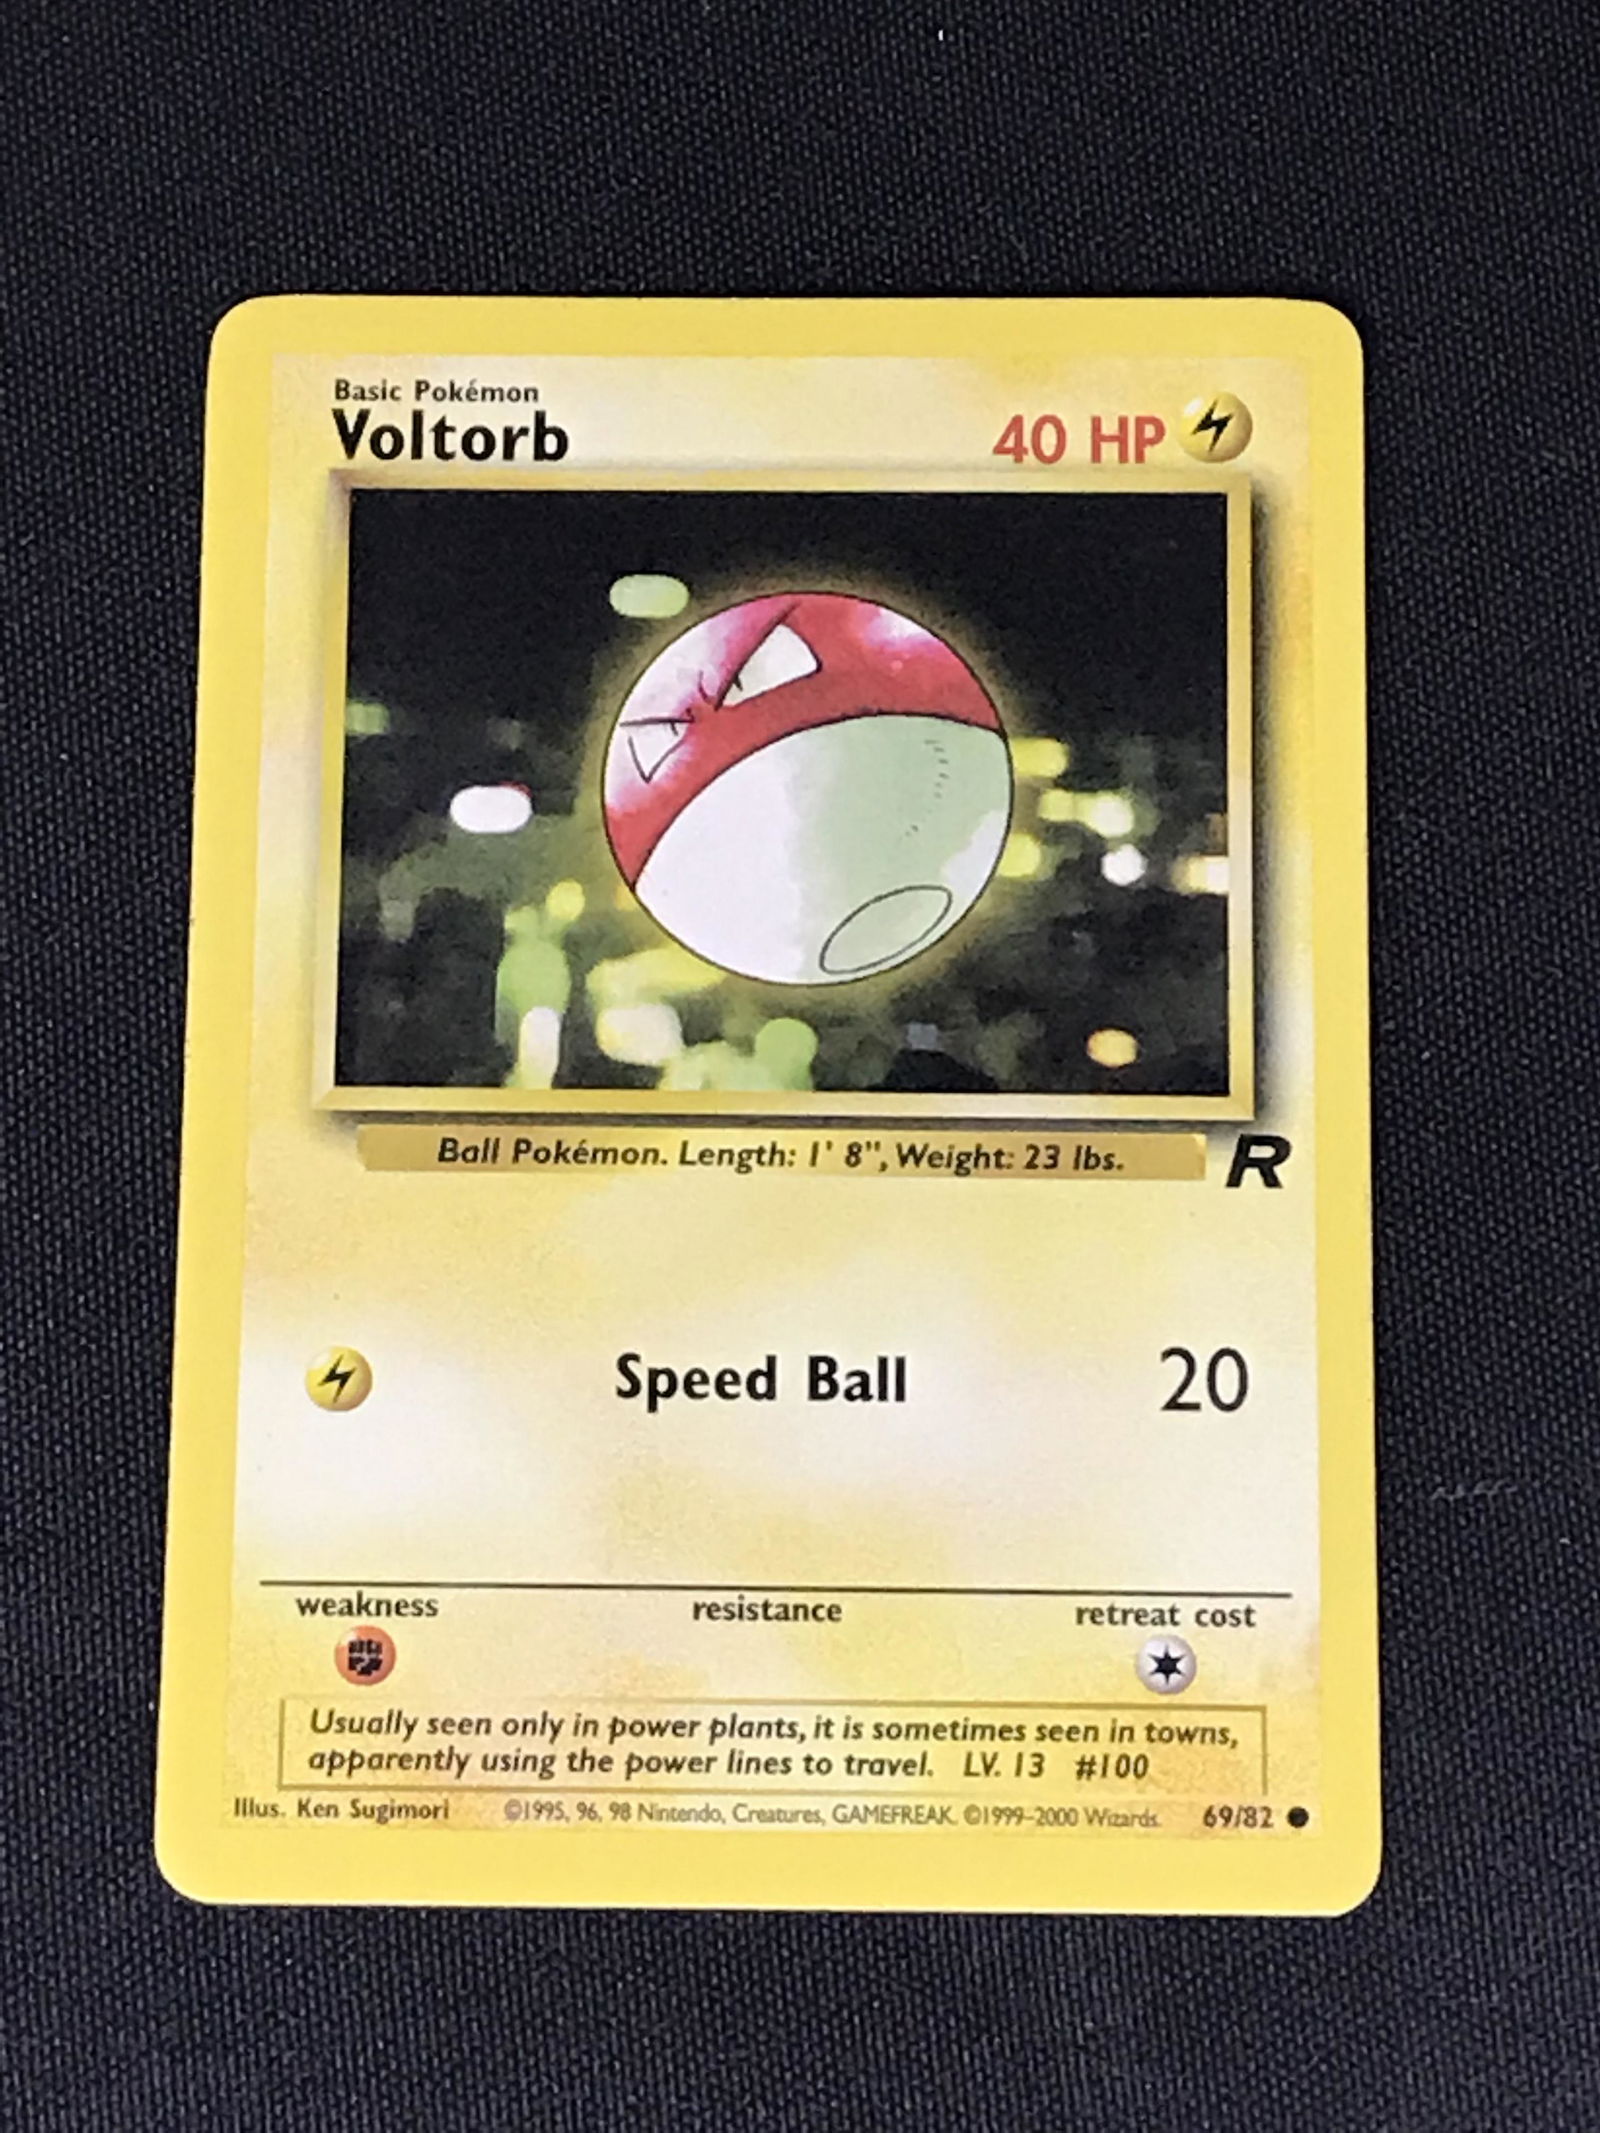 Basic Pokémon
Voltorb
40 HP
Ball Pokémon. Length: 1' 8", Weight: 23 lbs.
R
Speed Ball 20
weakness resistance retreat cost
Usually seen only in power plants, it is sometimes seen in towns,
apparently using the power lines to travel. LV. 13 #100
Illus. Ken Sugimori ©1995, 96, 98 Nintendo, Creatures, GAMEFREAK. ©1999–2000 Wizards. 69/82